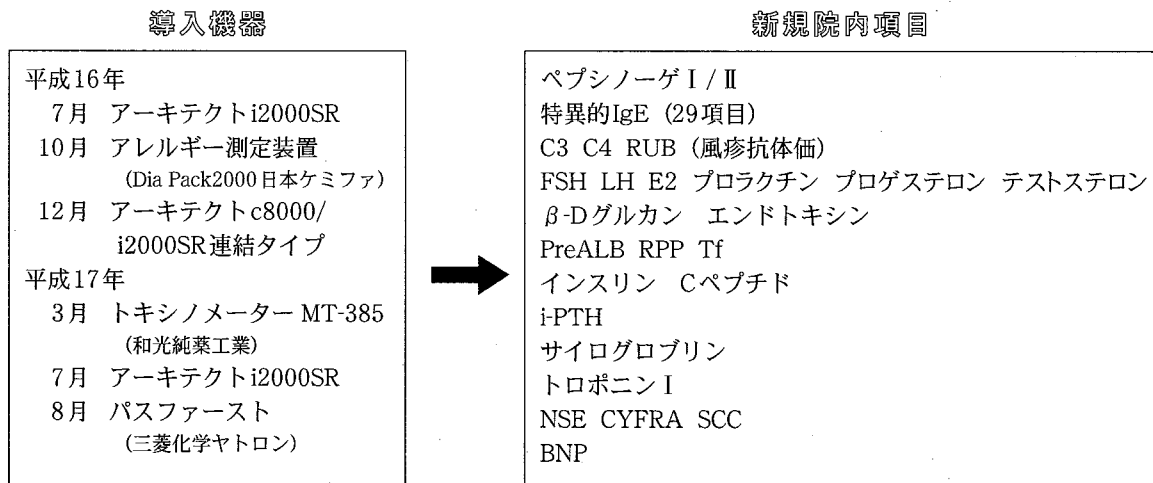 導入機器
平成16年
7月 アーキテクトi2000SR
10月 アレルギー測定装置
(Dia Pack2000日本ケミファ)
12月 アーキテクトc8000/
i2000SR連結タイプ
平成17年
3月 トキシノメーター MT-385
(和光純薬工業)
7月 アーキテクトi2000SR
8月 パスファースト
(三菱化学ヤトロン)
新規院内項目
ペプシノーゲⅠ/Ⅱ
特異的IgE (29項目)
C3 C4 RUB (風疹抗体価)
FSH LH E2 プロラクチン プロゲステロン テストステロン
β-Dグルカン エンドトキシン
PreALB RPP Tf
インスリン Cペプチド
i-PTH
サイログロブリン
トロポニンⅠ
NSE CYFRA SCC
BNP